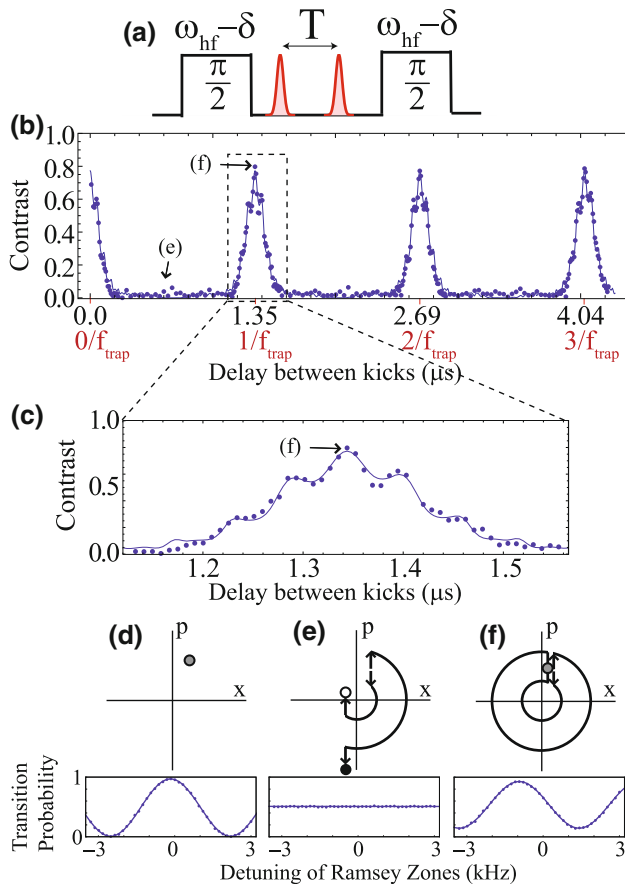 (a) ω_hf–δ T ω_hf–δ
π/2 π/2
(b)
Contrast
1.0
0.8
0.6
0.4
0.2
0.0
(f)
(e)
0.0 1.35 2.69 4.04
0/f_trap 1/f_trap 2/f_trap 3/f_trap
Delay between kicks (μs)
(c)
Contrast
1.0
0.5
0.0
(f)
1.2 1.3 1.4 1.5
Delay between kicks (μs)
(d) p x
(e) p x
(f) p x
Transition
Probability
1
0
−3 0 3 −3 0 3 −3 0 3
Detuning of Ramsey Zones (kHz)